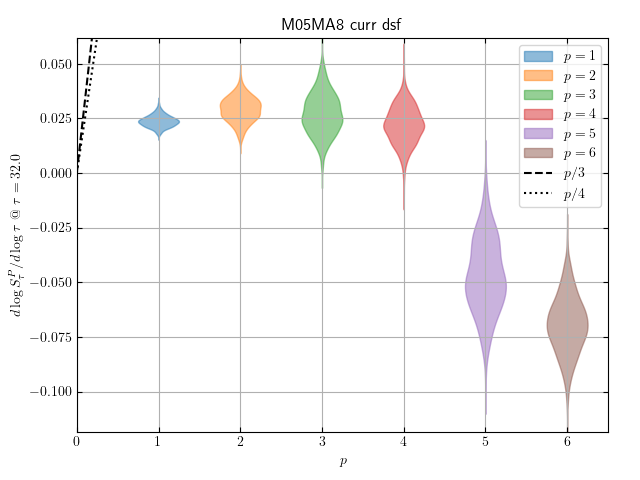 M05MA8 curr dsf
d log S_τ^P / d log τ @ τ = 32.0
0.050
0.025
0.000
−0.025
−0.050
−0.075
−0.100
0 1 2 3 4 5 6
p
p = 1
p = 2
p = 3
p = 4
p = 5
p = 6
p/3
p/4